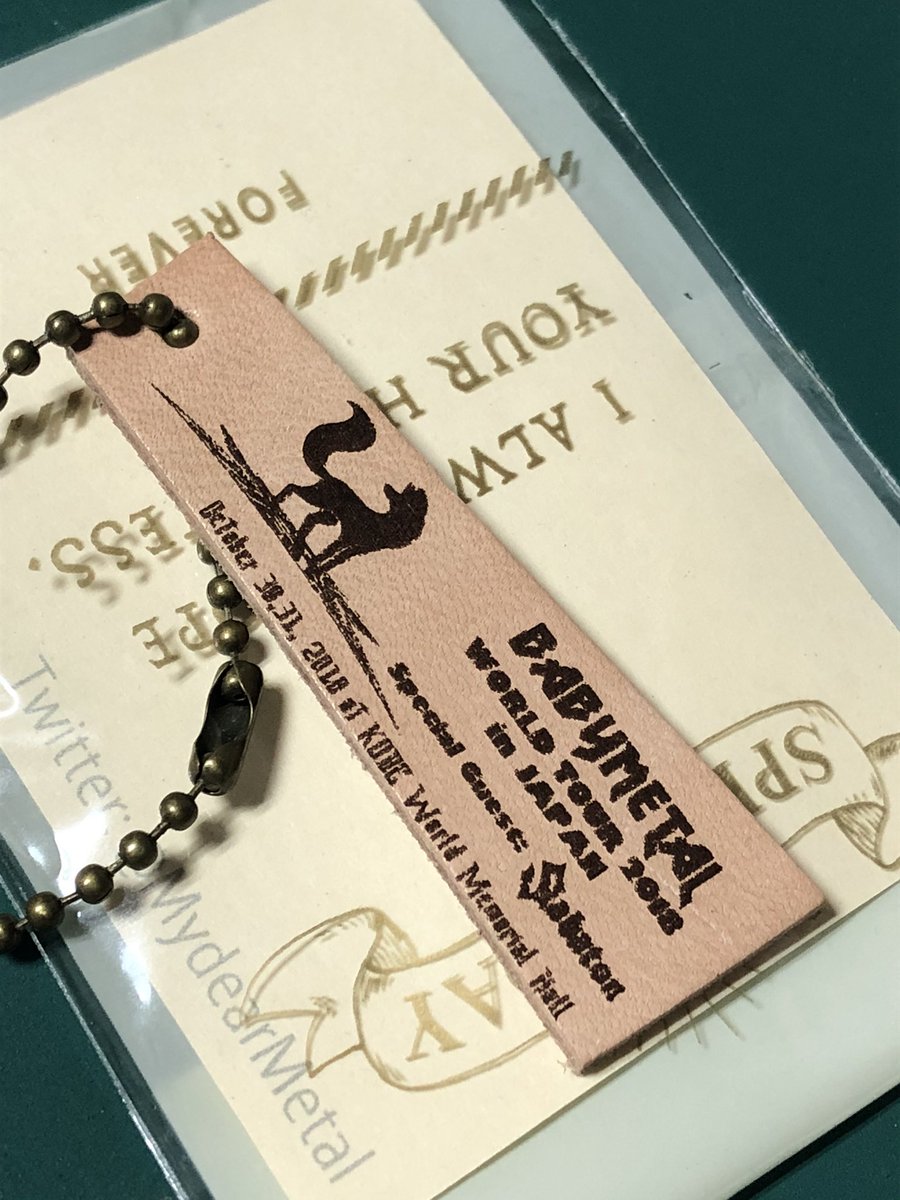 BABYMETAL
WORLD TOUR 2018
in JAPAN
Special Guest: Sabaton
October 30,31, 2018 at KOBE World Memorial Hall
I ALW
YOUR H
ESS.
FOREVER
SP
AY
Twitter: MydearMetal